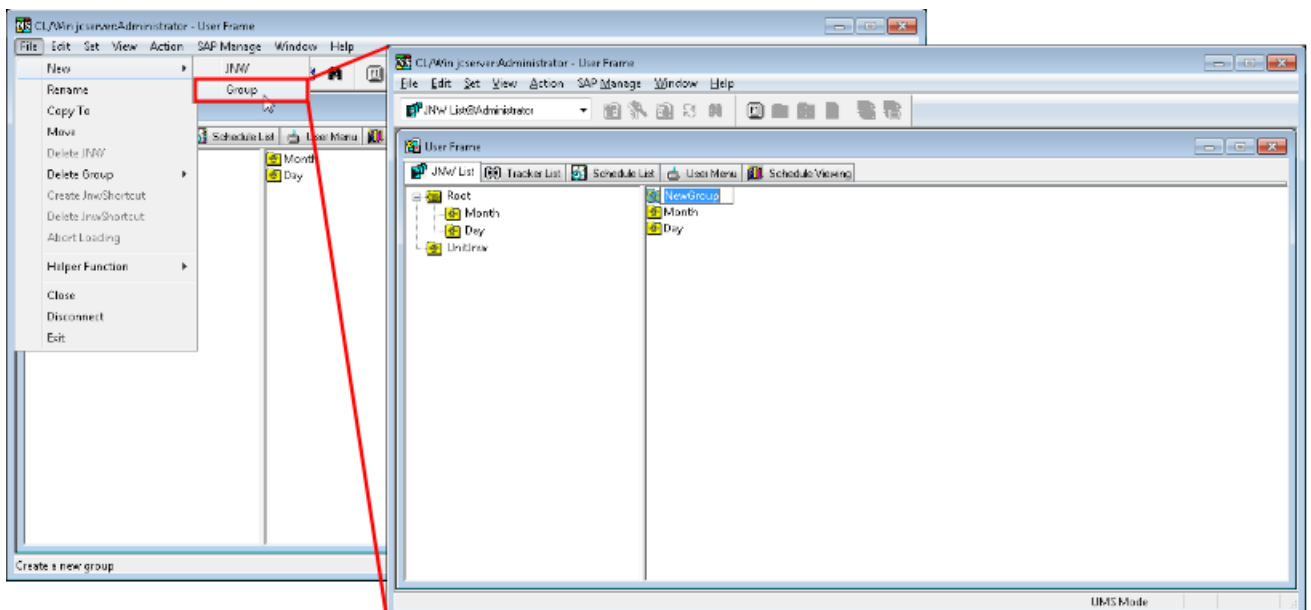 CL/Win jcserver:Administrator - User Frame
File Edit Set View Action SAP Manage Window Help
New
JNW
Group
Rename
Copy To
Move
Delete JNW
Delete Group
Create JnwShortcut
Delete JnwShortcut
Abort Loading
Helper Function
Close
Disconnect
Exit
Schedule List User Menu
Month
Day
Create a new group
CL/Win jcserver:Administrator - User Frame
File Edit Set View Action SAP Manage Window Help
JNW List@Administrator
User Frame
JNW List Tracker List Schedule List User Menu Schedule Viewing
Root
Month
Day
UnitJnw
NewGroup
Month
Day
UMS Mode